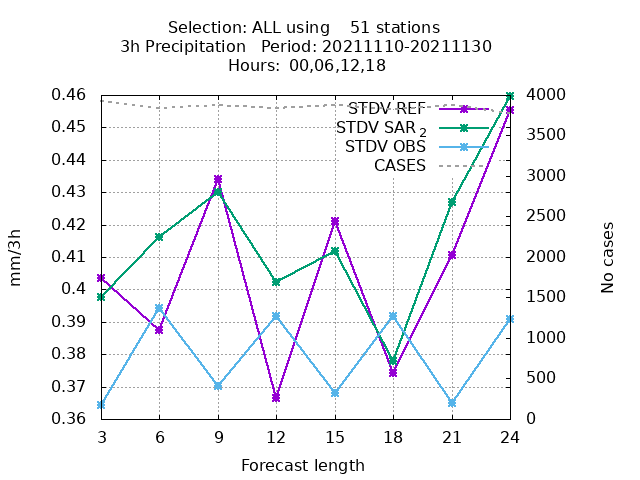 Selection: ALL using    51 stations
3h Precipitation   Period: 20211110-20211130
Hours: 00,06,12,18
0.46
0.45
0.44
0.43
0.42
0.41
0.4
0.39
0.38
0.37
0.36
mm/3h
STDV REF
STDV SAR 2
STDV OBS
CASES
4000
3500
3000
2500
2000
1500
1000
500
0
No cases
3 6 9 12 15 18 21 24
Forecast length